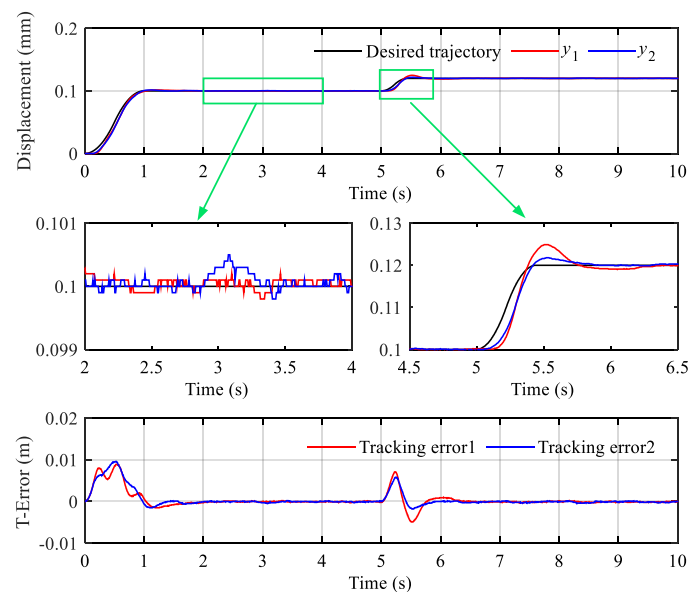 0.2
Desired trajectory y1 y2
Displacement (mm)
0.1
0
0 1 2 3 4 5 6 7 8 9 10
Time (s)
0.101
0.1
0.099
2 2.5 3 3.5 4
Time (s)
0.13
0.12
0.11
0.1
4.5 5 5.5 6 6.5
Time (s)
0.02
Tracking error1 Tracking error2
T-Error (m)
0.01
0
-0.01
0 1 2 3 4 5 6 7 8 9 10
Time (s)